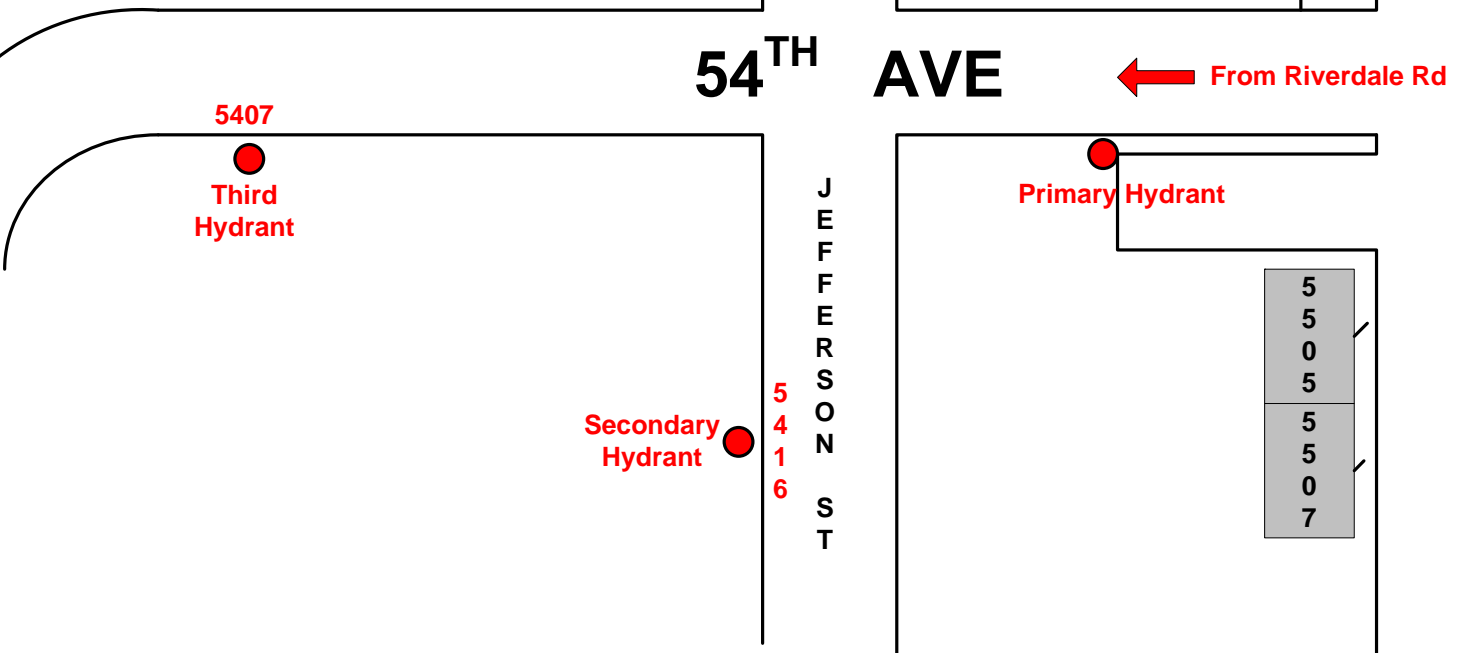 54TH AVE
From Riverdale Rd
5407
Third
Hydrant
Primary Hydrant
JEFFERSON ST
Secondary
Hydrant
5416
5505
5507